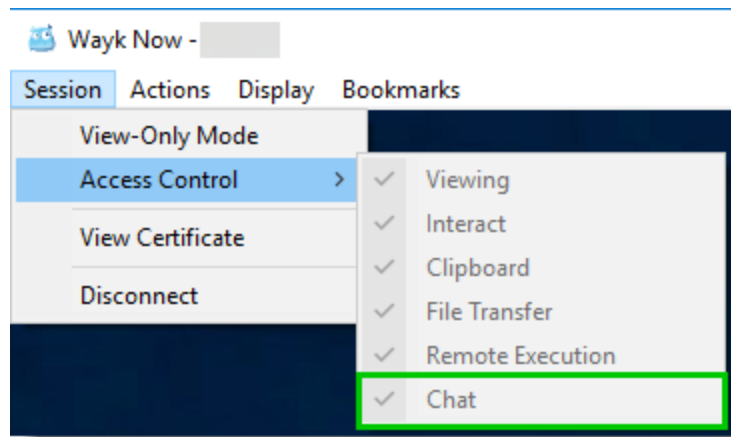 Wayk Now -
Session Actions Display Bookmarks
View-Only Mode
Access Control
View Certificate
Disconnect
Viewing
Interact
Clipboard
File Transfer
Remote Execution
Chat